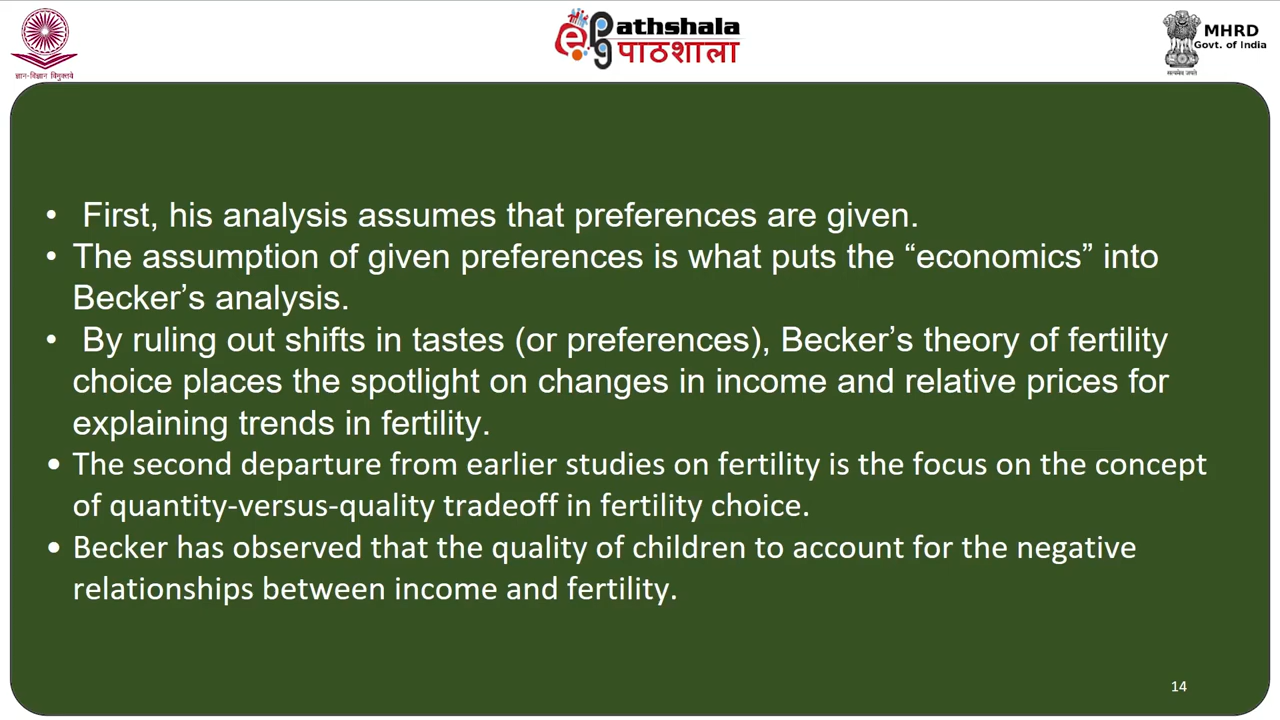 ज्ञान-विज्ञान विमुक्तये
ePathshala
पाठशाला
MHRD
Govt. of India
सत्यमेव जयते
• First, his analysis assumes that preferences are given.
• The assumption of given preferences is what puts the “economics” into
Becker’s analysis.
• By ruling out shifts in tastes (or preferences), Becker’s theory of fertility
choice places the spotlight on changes in income and relative prices for
explaining trends in fertility.
• The second departure from earlier studies on fertility is the focus on the concept
of quantity-versus-quality tradeoff in fertility choice.
• Becker has observed that the quality of children to account for the negative
relationships between income and fertility.
14